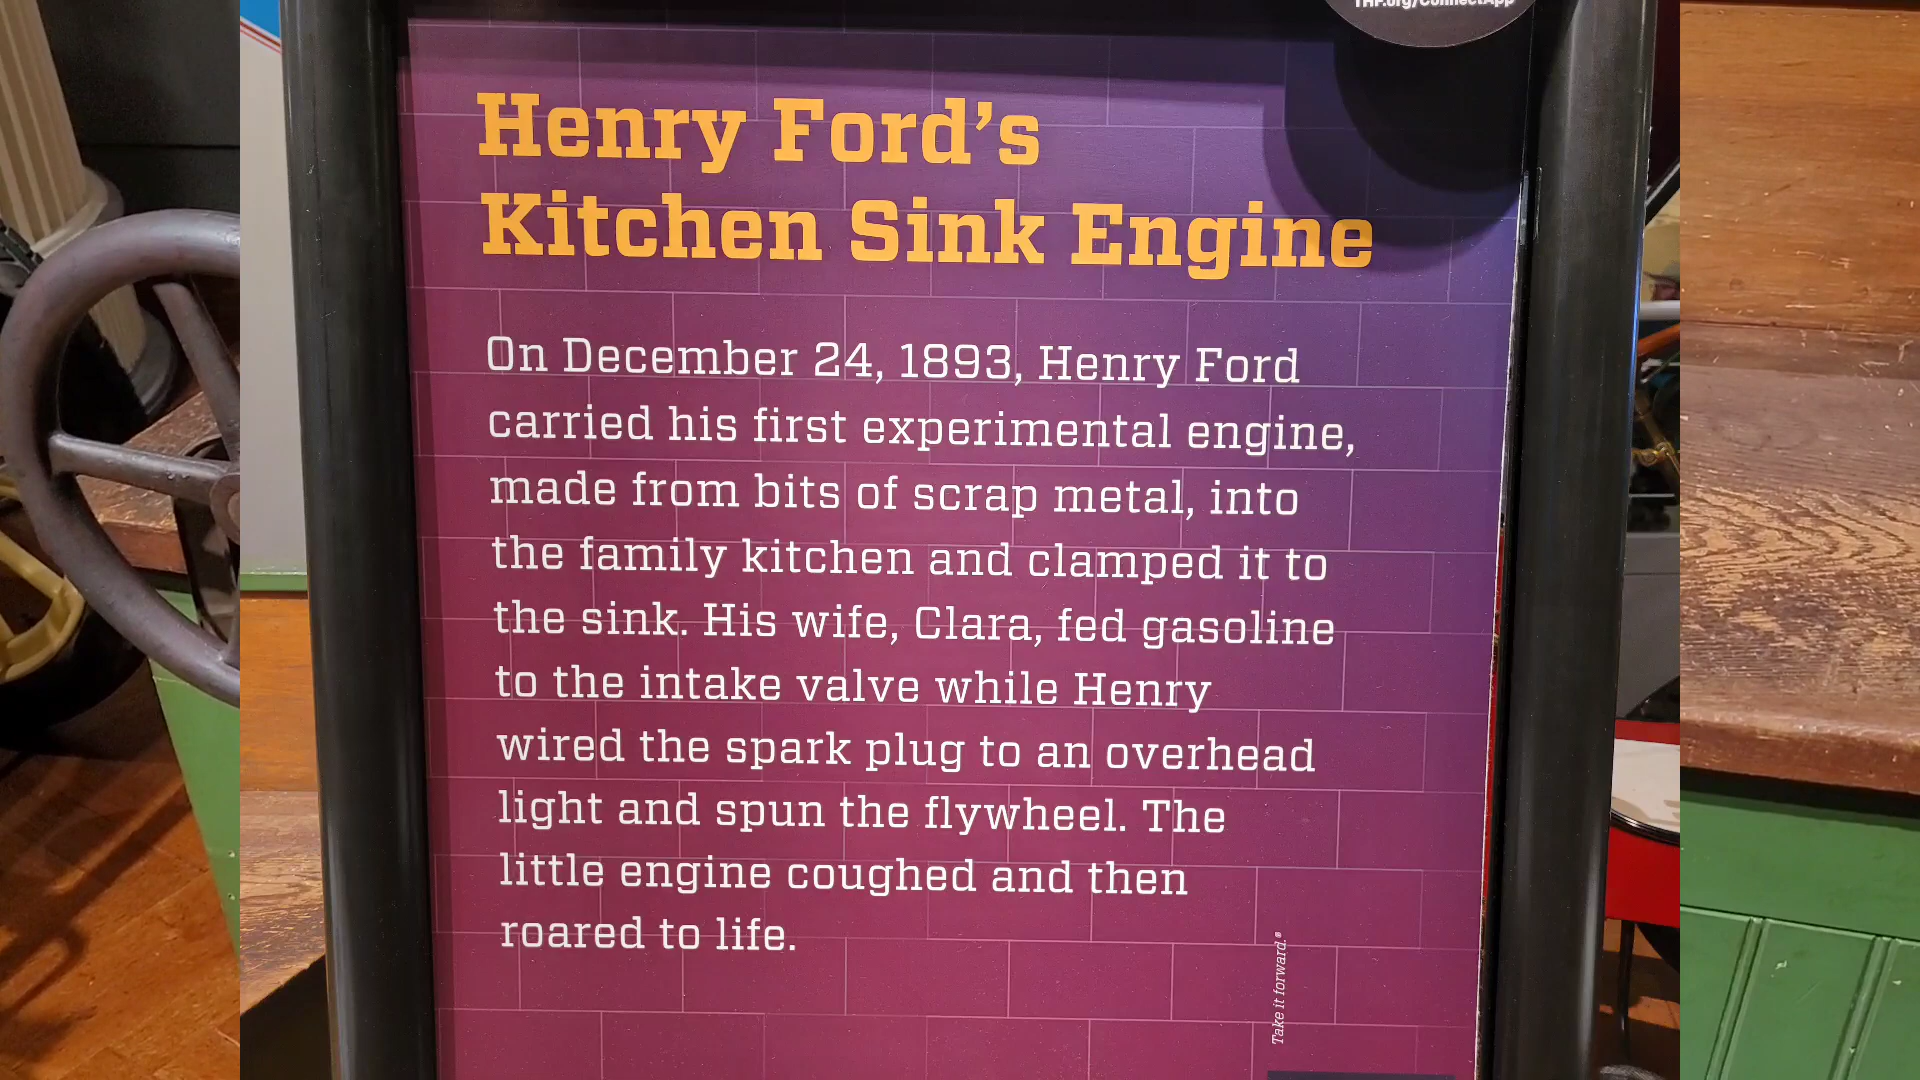 THF.org/ConnectApp
Henry Ford's
Kitchen Sink Engine
On December 24, 1893, Henry Ford
carried his first experimental engine,
made from bits of scrap metal, into
the family kitchen and clamped it to
the sink. His wife, Clara, fed gasoline
to the intake valve while Henry
wired the spark plug to an overhead
light and spun the flywheel. The
little engine coughed and then
roared to life.
Take it forward.®